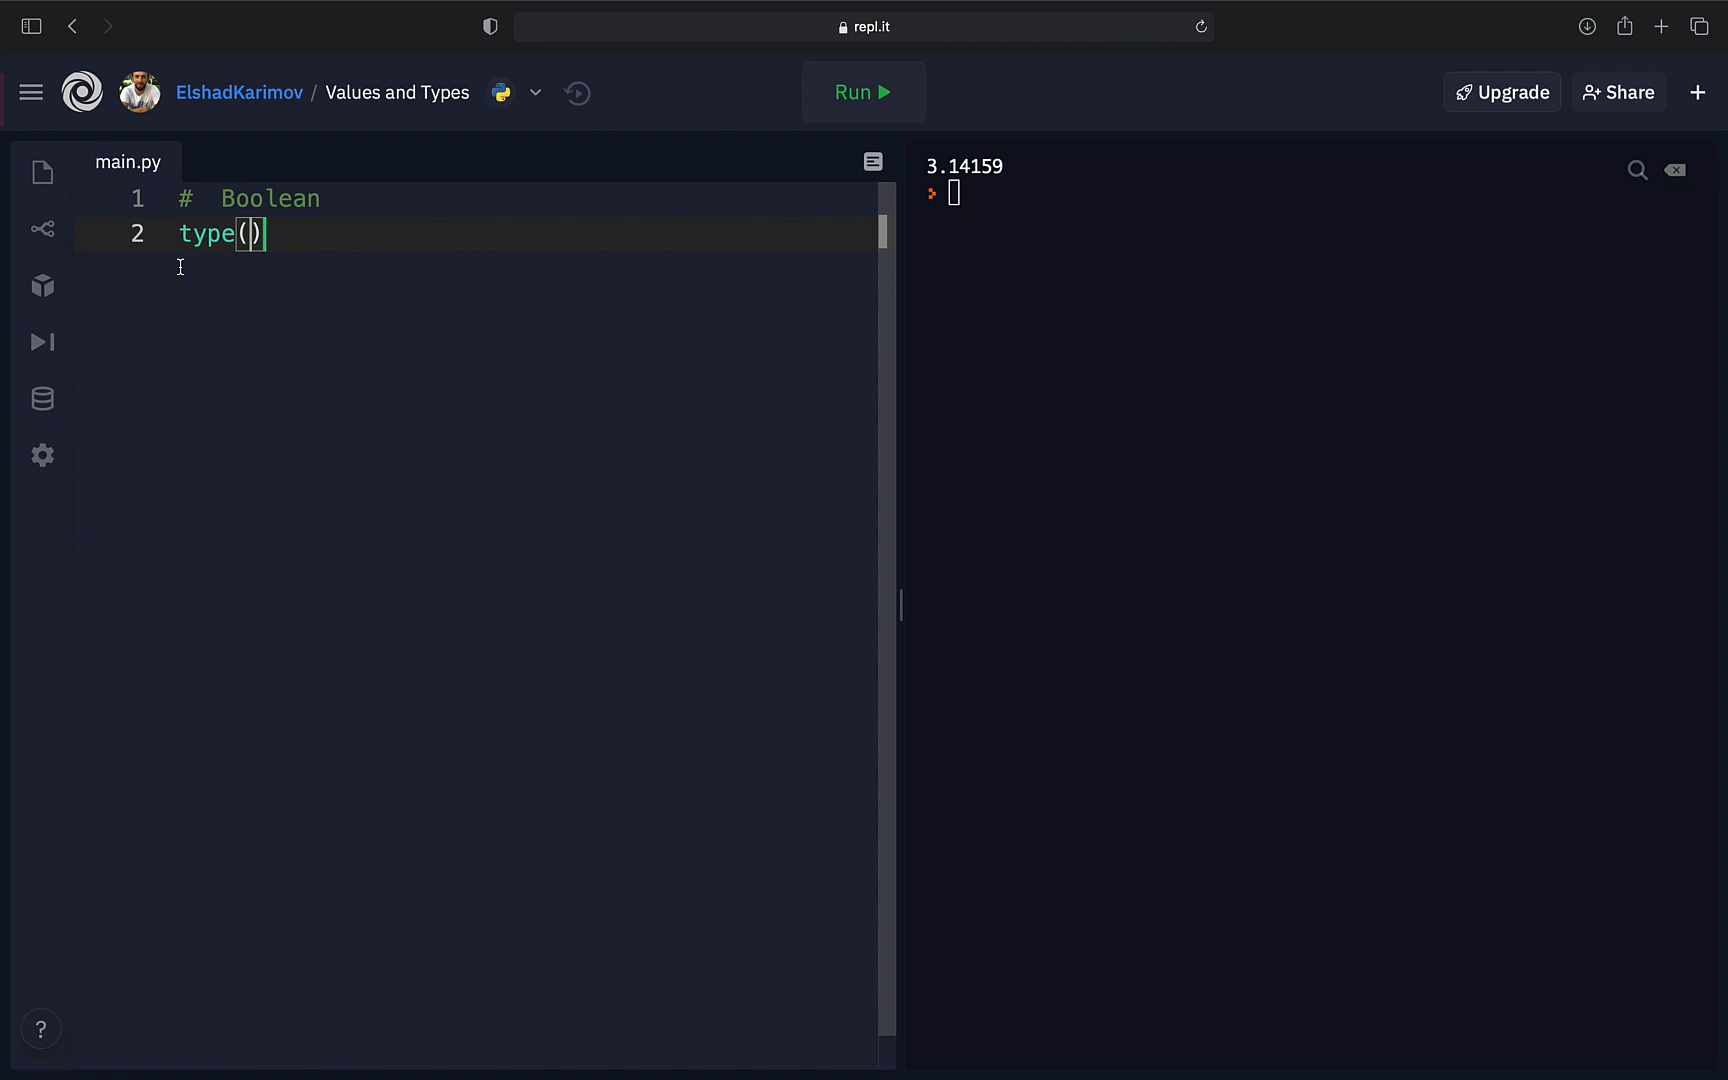 repl.it
ElshadKarimov / Values and Types
Run
Upgrade
Share
main.py
1 # Boolean
2 type()
3.14159
?